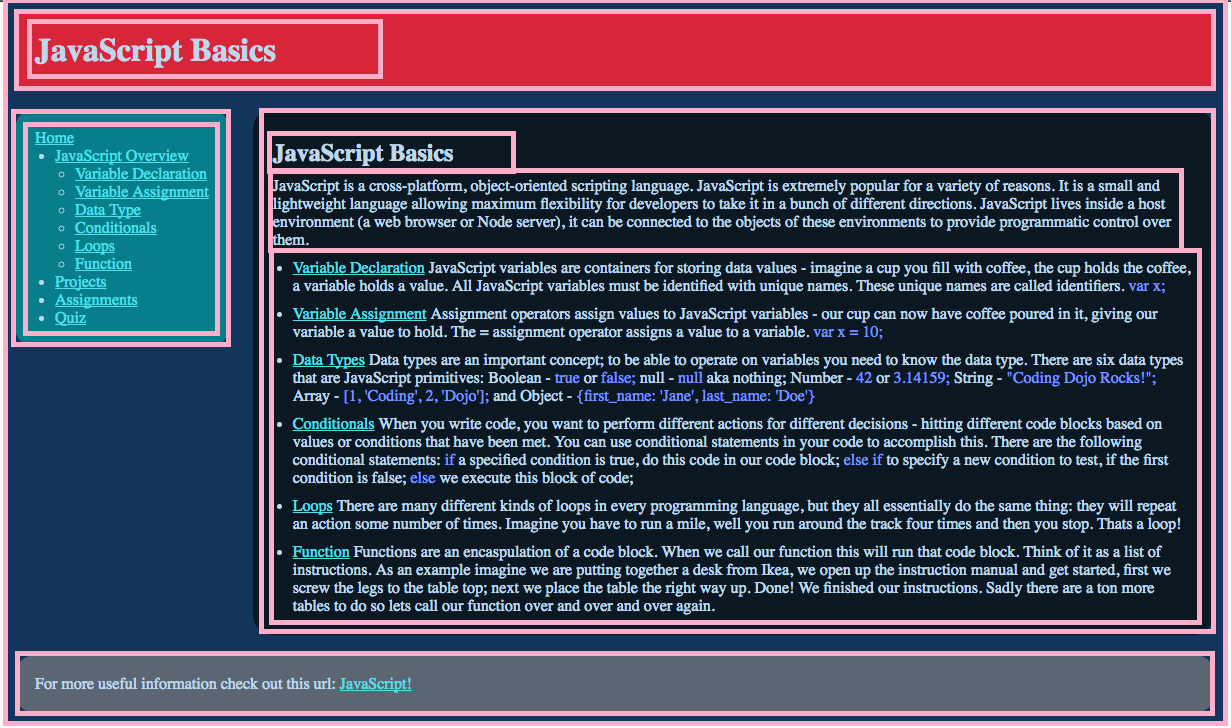 JavaScript Basics
Home
JavaScript Overview
Variable Declaration
Variable Assignment
Data Type
Conditionals
Loops
Function
Projects
Assignments
Quiz
JavaScript Basics
JavaScript is a cross-platform, object-oriented scripting language. JavaScript is extremely popular for a variety of reasons. It is a small and
lightweight language allowing maximum flexibility for developers to take it in a bunch of different directions. JavaScript lives inside a host
environment (a web browser or Node server), it can be connected to the objects of these environments to provide programmatic control over
them.
Variable Declaration JavaScript variables are containers for storing data values - imagine a cup you fill with coffee, the cup holds the coffee,
a variable holds a value. All JavaScript variables must be identified with unique names. These unique names are called identifiers. var x;
Variable Assignment Assignment operators assign values to JavaScript variables - our cup can now have coffee poured in it, giving our
variable a value to hold. The = assignment operator assigns a value to a variable. var x = 10;
Data Types Data types are an important concept; to be able to operate on variables you need to know the data type. There are six data types
that are JavaScript primitives: Boolean - true or false; null - null aka nothing; Number - 42 or 3.14159; String - "Coding Dojo Rocks!";
Array - [1, 'Coding', 2, 'Dojo']; and Object - {first_name: 'Jane', last_name: 'Doe'}
Conditionals When you write code, you want to perform different actions for different decisions - hitting different code blocks based on
values or conditions that have been met. You can use conditional statements in your code to accomplish this. There are the following
conditional statements: if a specified condition is true, do this code in our code block; else if to specify a new condition to test, if the first
condition is false; else we execute this block of code;
Loops There are many different kinds of loops in every programming language, but they all essentially do the same thing: they will repeat
an action some number of times. Imagine you have to run a mile, well you run around the track four times and then you stop. Thats a loop!
Function Functions are an encaspulation of a code block. When we call our function this will run that code block. Think of it as a list of
instructions. As an example imagine we are putting together a desk from Ikea, we open up the instruction manual and get started, first we
screw the legs to the table top; next we place the table the right way up. Done! We finished our instructions. Sadly there are a ton more
tables to do so lets call our function over and over and over again.
For more useful information check out this url: JavaScript!